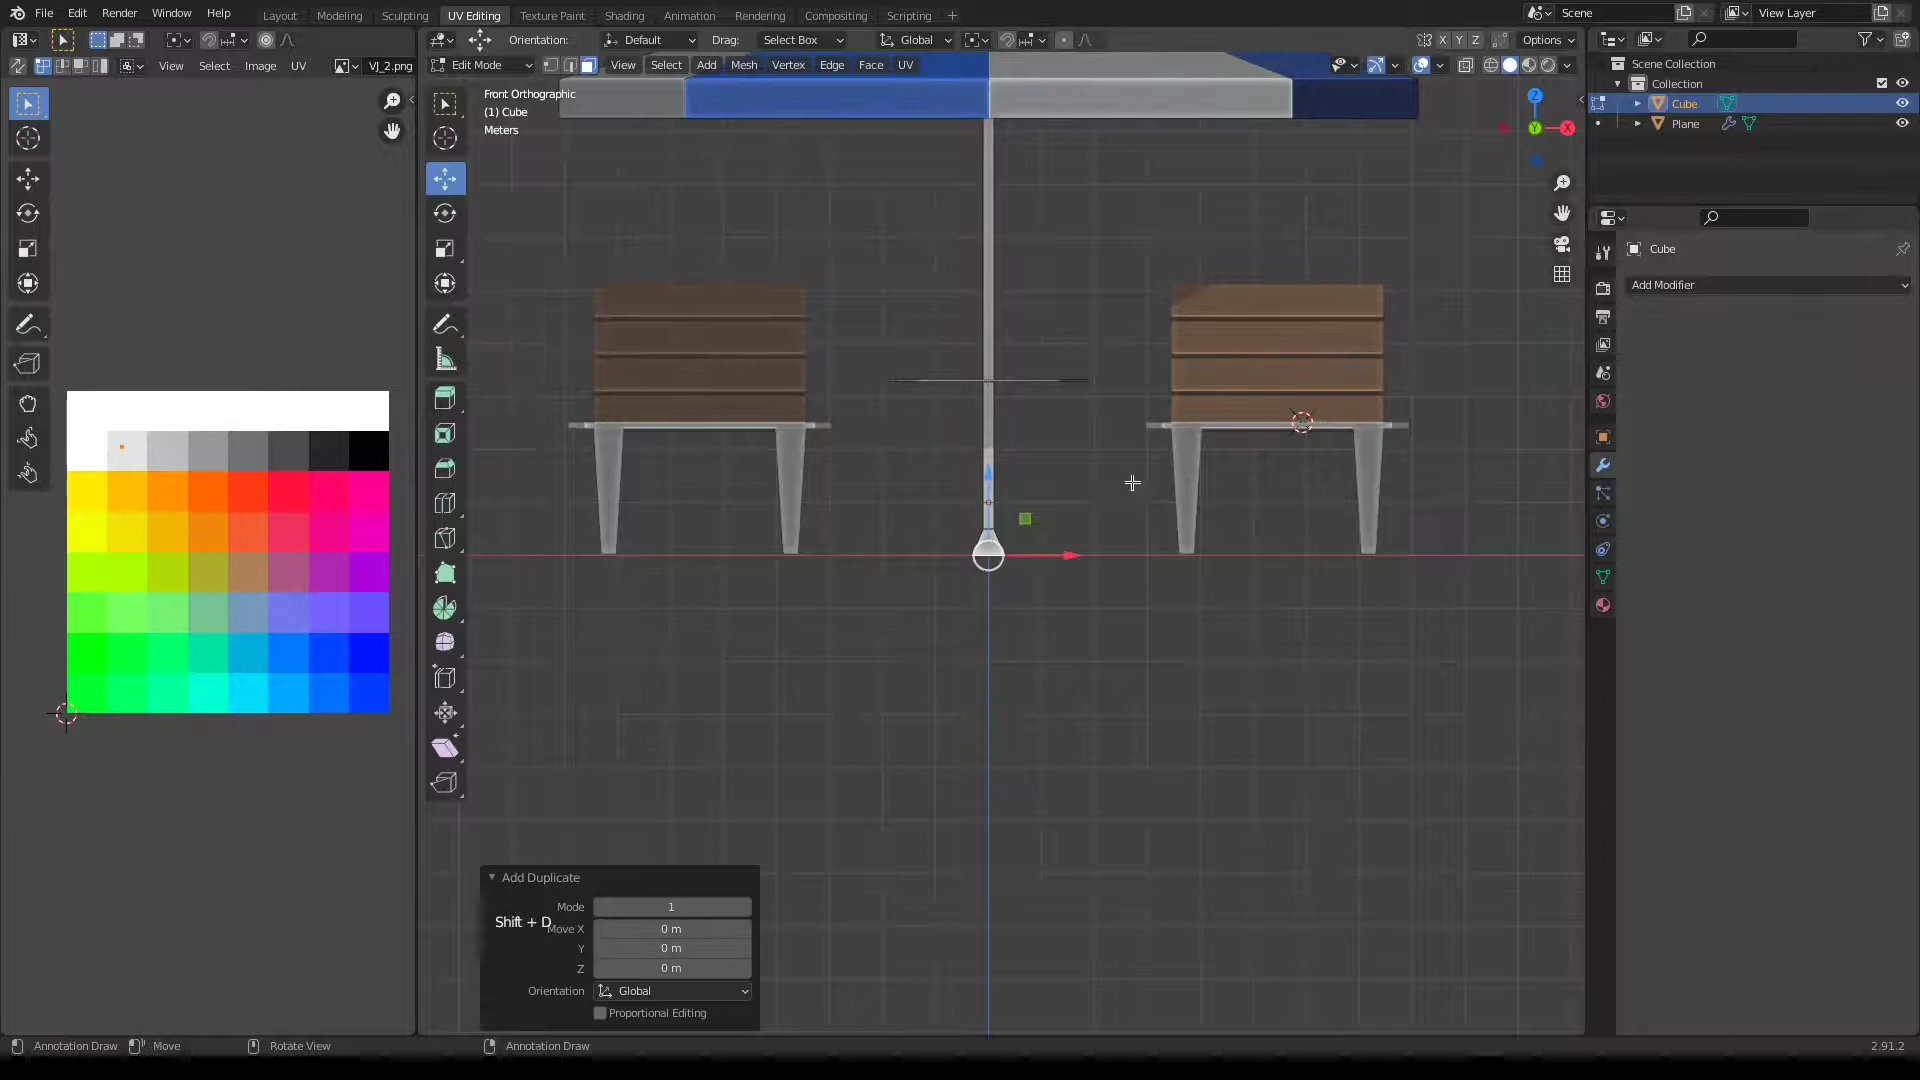 File Edit Render Window Help Layout Modeling Sculpting UV Editing Texture Paint Shading Animation Rendering Compositing Scripting + Scene View Layer
Orientation: Default Drag: Select Box Global X Y Z Options
View Select Image UV VJ_2.png Edit Mode View Select Add Mesh Vertex Edge Face UV
Front Orthographic
(1) Cube
Meters
Z
X
Y
Scene Collection
Collection
Cube
Plane
Cube
Add Modifier
Add Duplicate
Mode 1
Shift + D
Move X 0 m
Y 0 m
Z 0 m
Orientation Global
Proportional Editing
Annotation Draw Move Rotate View Annotation Draw 2.91.2